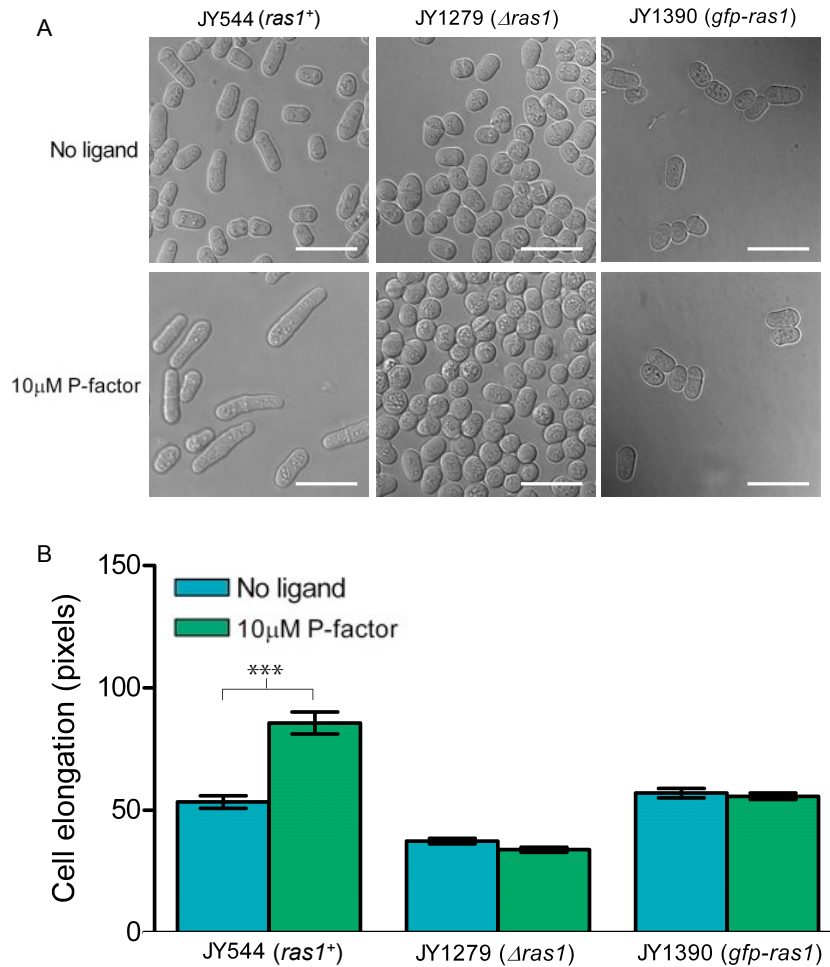 A
JY544 (ras1⁺) JY1279 (Δras1) JY1390 (gfp-ras1)
No ligand
10μM P-factor
B
Cell elongation (pixels)
150
100
50
0
No ligand
10μM P-factor
***
JY544 (ras1⁺) JY1279 (Δras1) JY1390 (gfp-ras1)